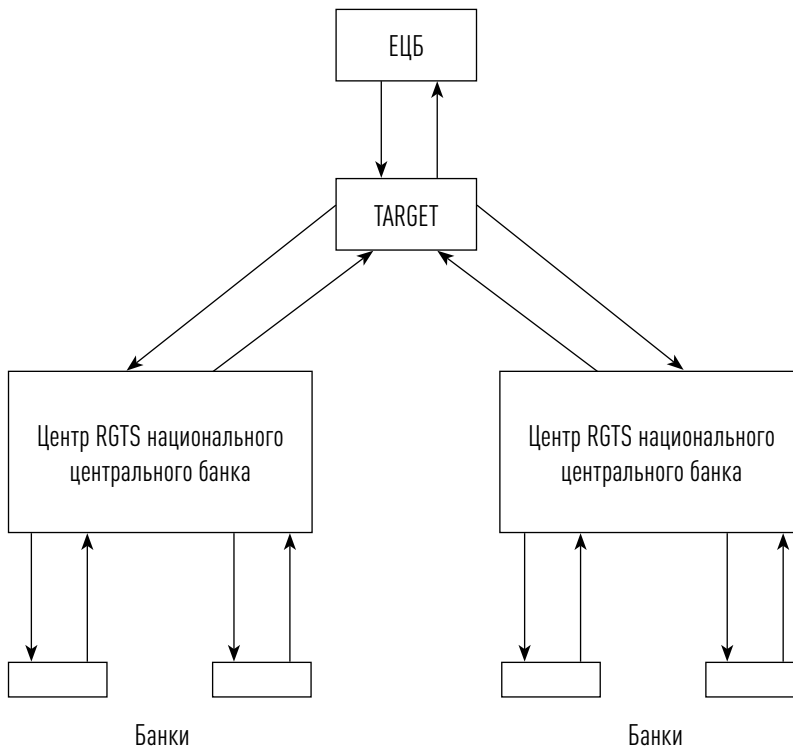 ЕЦБ
TARGET
Центр RGTS национального
центрального банка
Центр RGTS национального
центрального банка
Банки
Банки